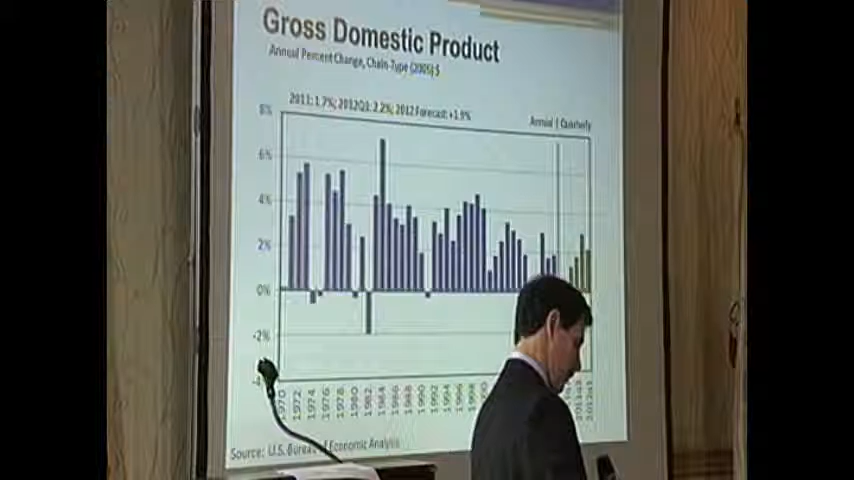 Gross Domestic Product
Annual Percent Change, Chain-Type (2005) $
2011: 1.7%; 2012Q1: 2.2%; 2012 Forecast: +1.9%
Annual | Quarterly
8%
6%
4%
2%
0%
-2%
1970 1972 1974 1976 1978 1980 1982 1984 1986 1988 1990 1992 1994 1996 1998 2012Q1
Source: U.S. Bureau of Economic Analysis